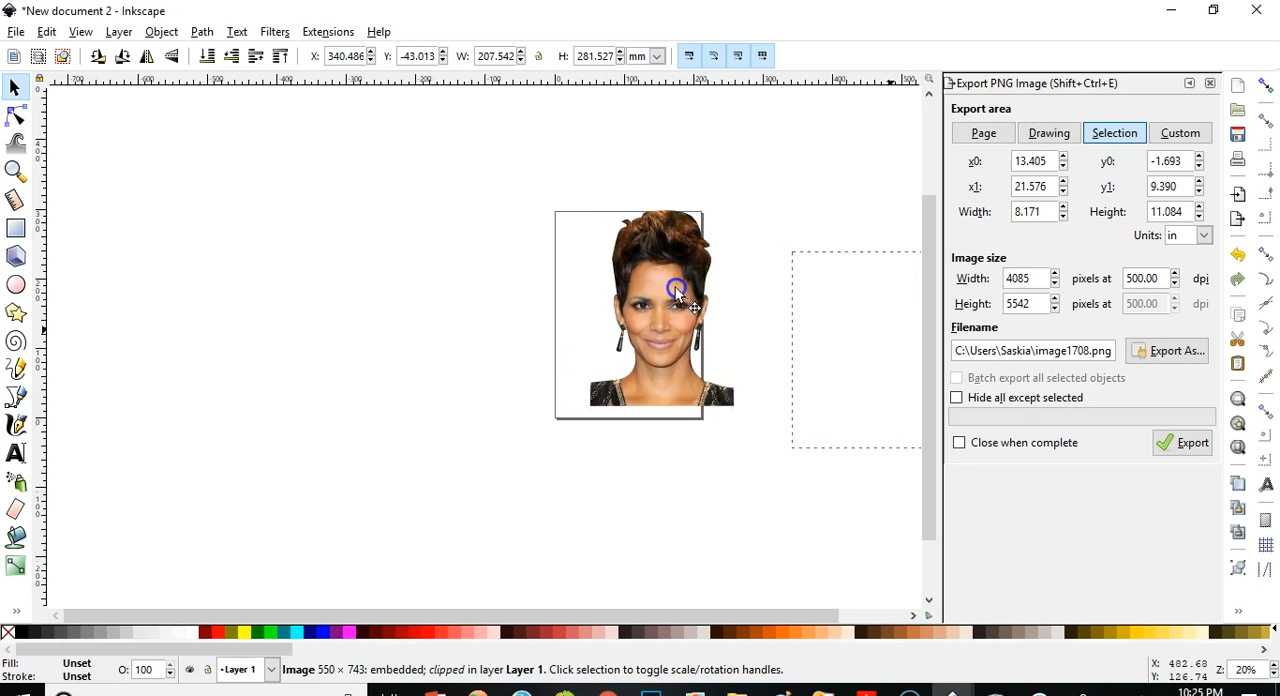 *New document 2 - Inkscape
File Edit View Layer Object Text Filters Extensions Help
X: 340.486 Y: -43.013 W: 207.542 H: 281.527 mm
Export PNG Image (Shift+Ctrl+E)
Export area
Page Drawing Selection Custom
x0: 13.405 y0: -1.693
x1: 21.576 y1: 9.390
Width: 8.171 Height: 11.084
Units: in
Image size
Width: 4085 pixels at 500.00 dpi
Height: 5542 pixels at 500.00 dpi
Filename
C:\Users\Saskia\image1708.png Export As...
Batch export all selected objects
Hide all except selected
Close when complete Export
Fill: Unset O: 100 Layer 1 Image 550 × 743: embedded; clipped in layer Layer 1. Click selection to toggle scale/rotation handles. X: 482.68 Z: 20%
Stroke: Unset Y: 126.74
10:25 PM